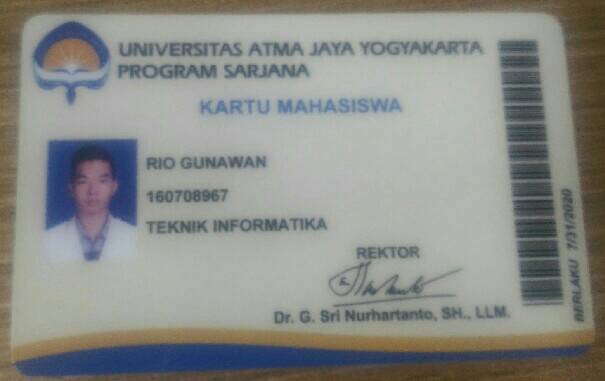 UNIVERSITAS ATMA JAYA YOGYAKARTA
PROGRAM SARJANA
KARTU MAHASISWA
RIO GUNAWAN
160708967
TEKNIK INFORMATIKA
REKTOR
Dr. G. Sri Nurhartanto, SH., LLM.
BERLAKU 7/31/2020